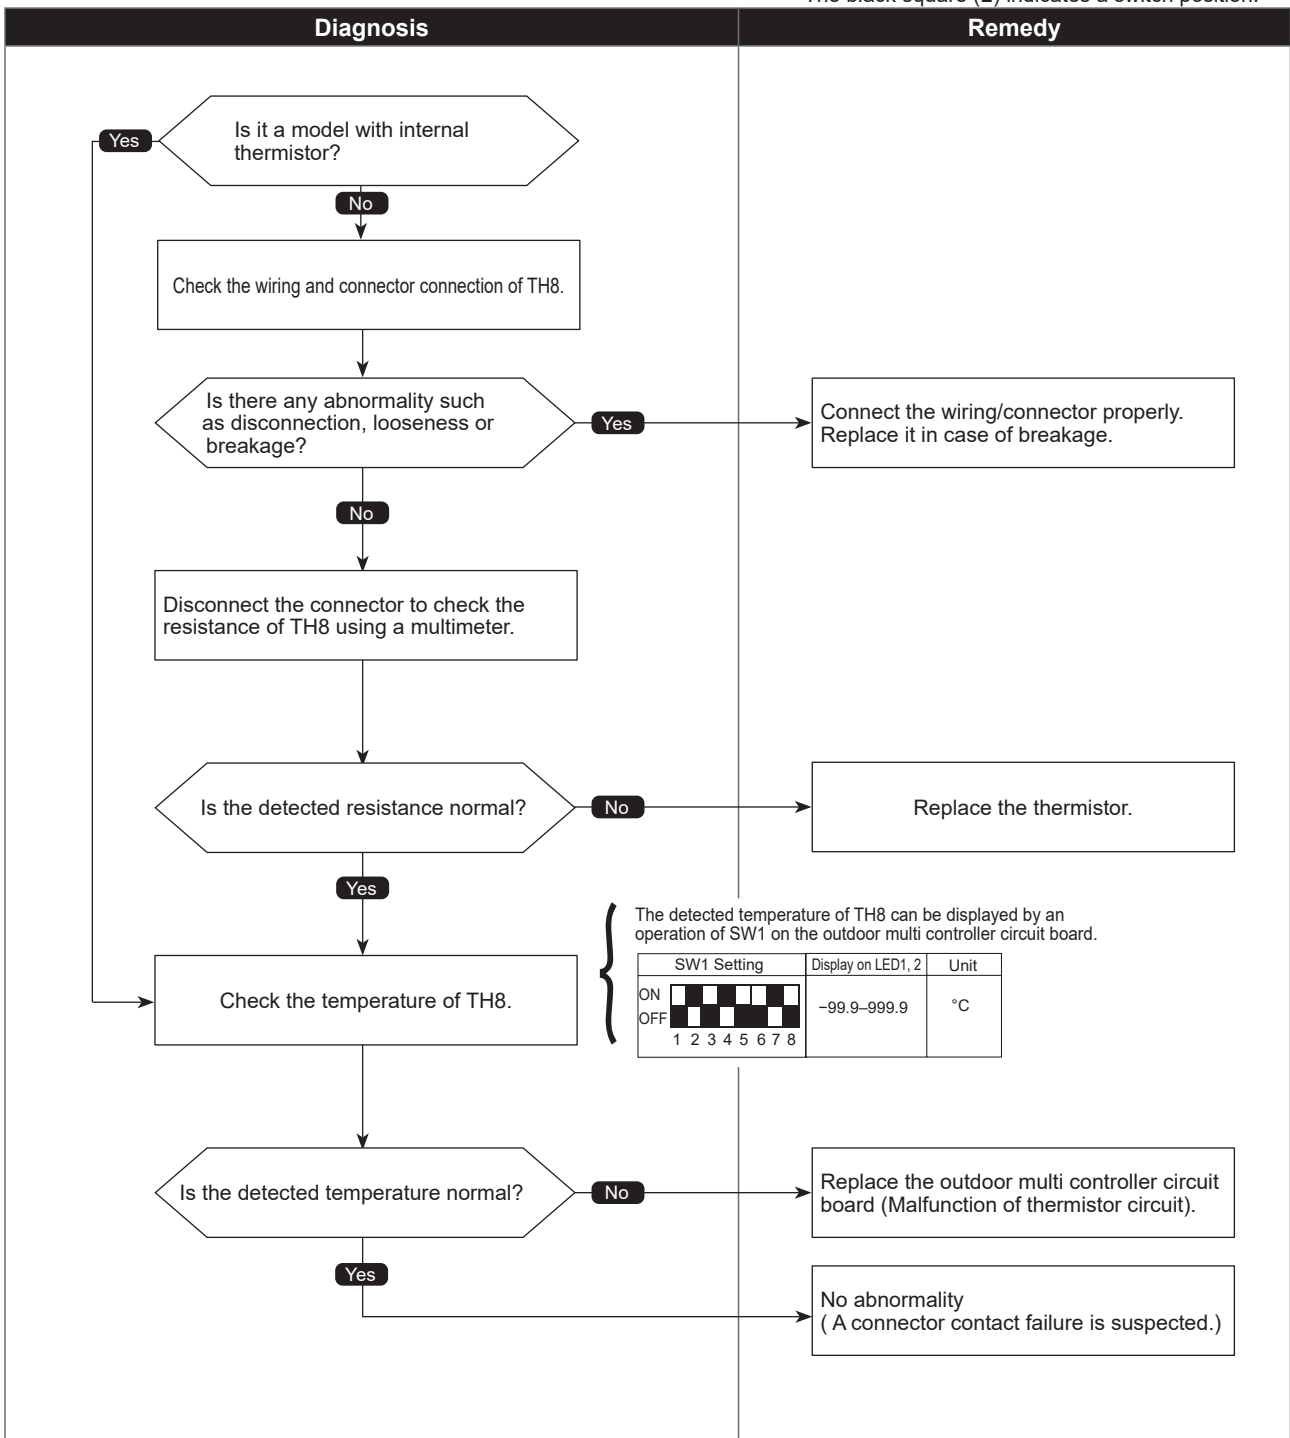 Diagnosis
Remedy
Is it a model with internal
thermistor?
Yes
No
Check the wiring and connector connection of TH8.
Is there any abnormality such
as disconnection, looseness or
breakage?
Yes
Connect the wiring/connector properly.
Replace it in case of breakage.
No
Disconnect the connector to check the
resistance of TH8 using a multimeter.
Is the detected resistance normal?
No
Replace the thermistor.
Yes
The detected temperature of TH8 can be displayed by an
operation of SW1 on the outdoor multi controller circuit board.
SW1 Setting
Display on LED1, 2
Unit
ON
OFF
1 2 3 4 5 6 7 8
−99.9–999.9
°C
Check the temperature of TH8.
Is the detected temperature normal?
No
Replace the outdoor multi controller circuit
board (Malfunction of thermistor circuit).
Yes
No abnormality
( A connector contact failure is suspected.)